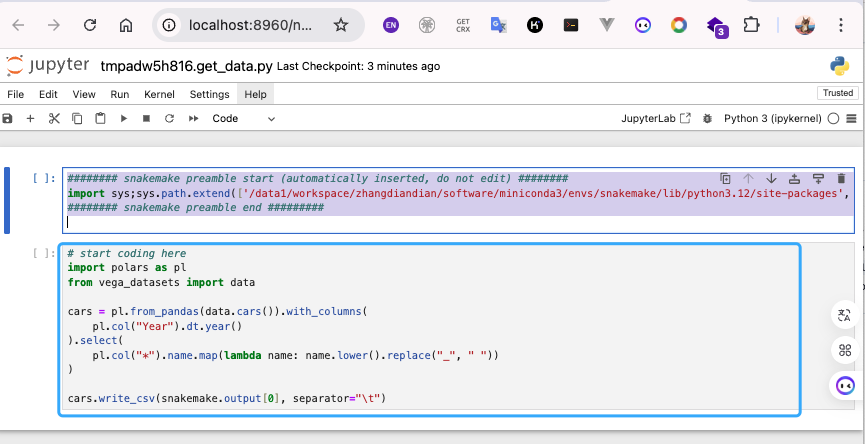 localhost:8960/n...
EN
GET
CRX
3
jupyter tmpadw5h816.get_data.py Last Checkpoint: 3 minutes ago
File Edit View Run Kernel Settings Help
Trusted
Code
JupyterLab
Python 3 (ipykernel)
[ ]:
######## snakemake preamble start (automatically inserted, do not edit) ########
import sys;sys.path.extend(['/data1/workspace/zhangdiandian/software/miniconda3/envs/snakemake/lib/python3.12/site-packages',
######## snakemake preamble end #########
[ ]:
# start coding here
import polars as pl
from vega_datasets import data
cars = pl.from_pandas(data.cars()).with_columns(
    pl.col("Year").dt.year()
).select(
    pl.col("*").name.map(lambda name: name.lower().replace("_", " "))
)
cars.write_csv(snakemake.output[0], separator="\t")